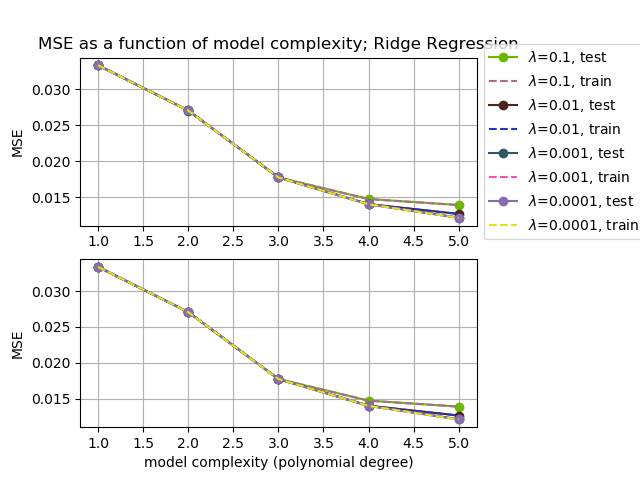 MSE as a function of model complexity; Ridge Regression
λ=0.1, test
λ=0.1, train
λ=0.01, test
λ=0.01, train
λ=0.001, test
λ=0.001, train
λ=0.0001, test
λ=0.0001, train
MSE
0.030
0.025
0.020
0.015
1.0 1.5 2.0 2.5 3.0 3.5 4.0 4.5 5.0
MSE
0.030
0.025
0.020
0.015
1.0 1.5 2.0 2.5 3.0 3.5 4.0 4.5 5.0
model complexity (polynomial degree)